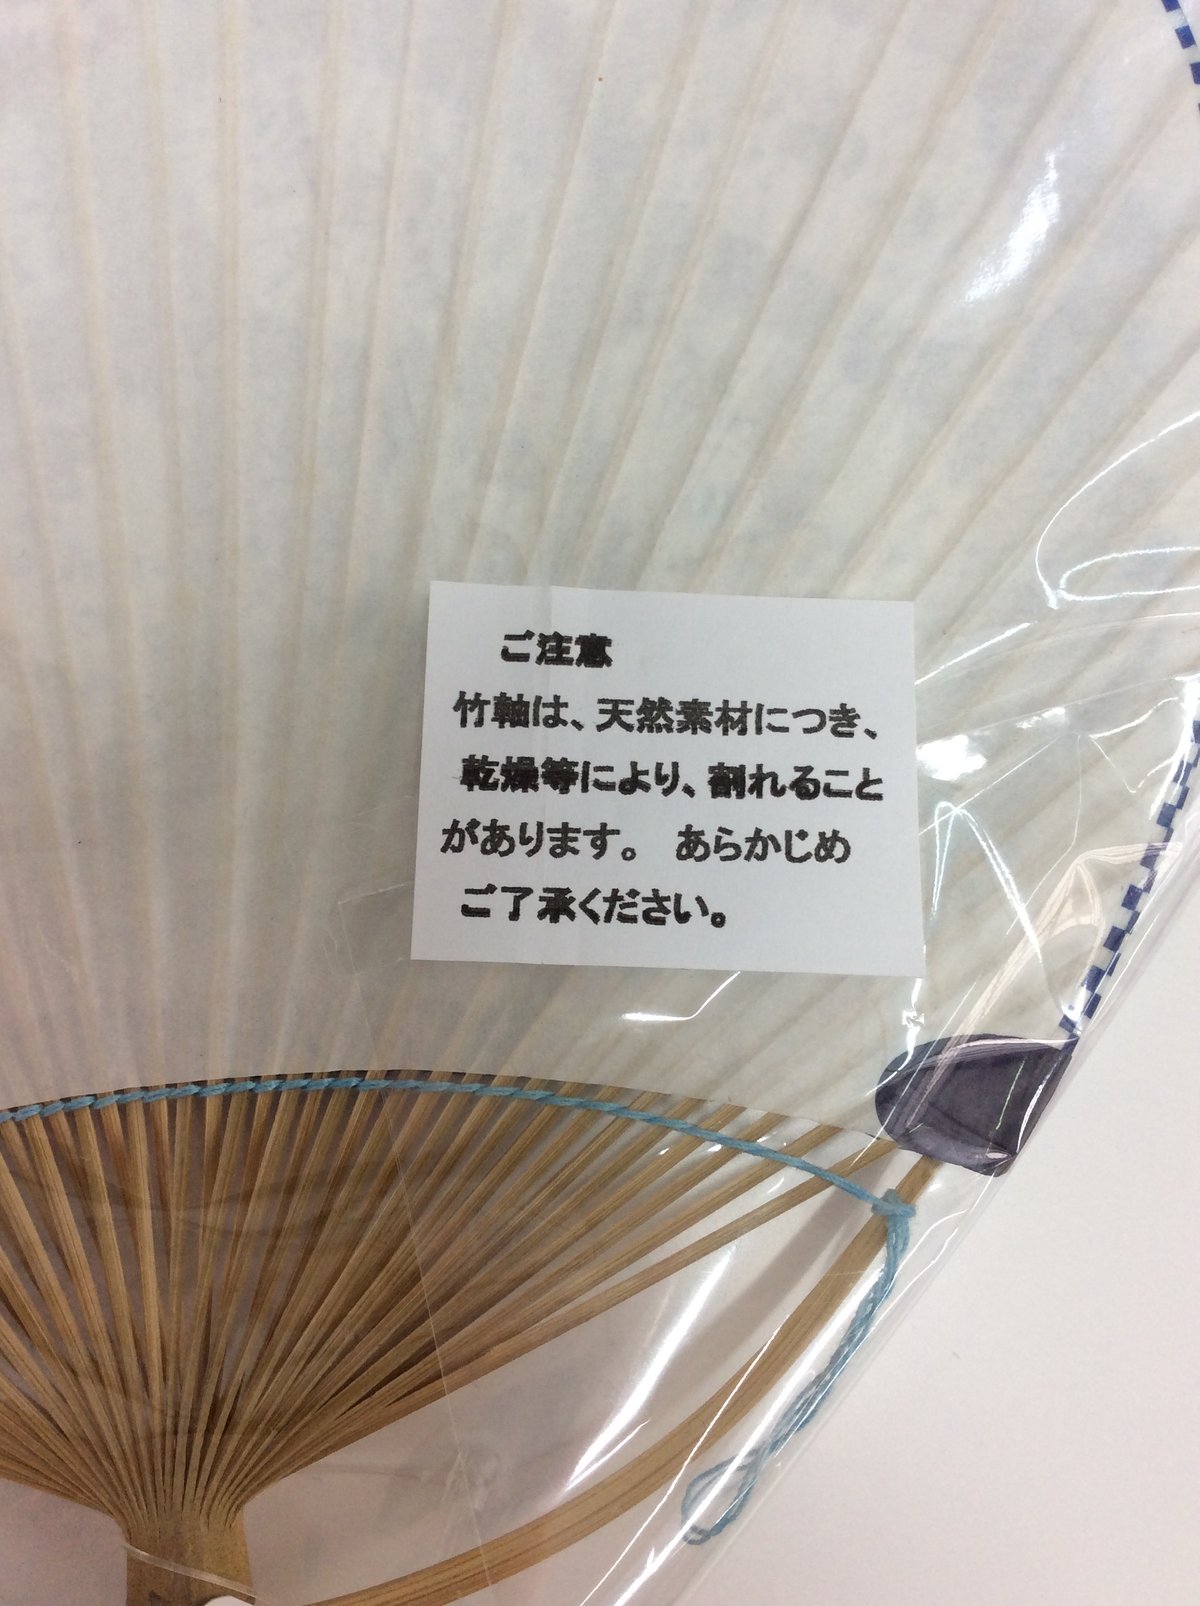 ご注意
竹軸は、天然素材につき、
乾燥等により、割れること
があります。 あらかじめ
ご了承ください。